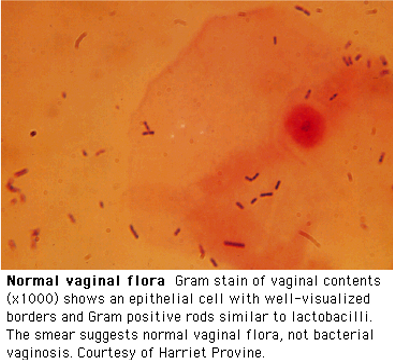 Normal vaginal flora Gram stain of vaginal contents
(x1000) shows an epithelial cell with well-visualized
borders and Gram positive rods similar to lactobacilli.
The smear suggests normal vaginal flora, not bacterial
vaginosis. Courtesy of Harriet Provine.